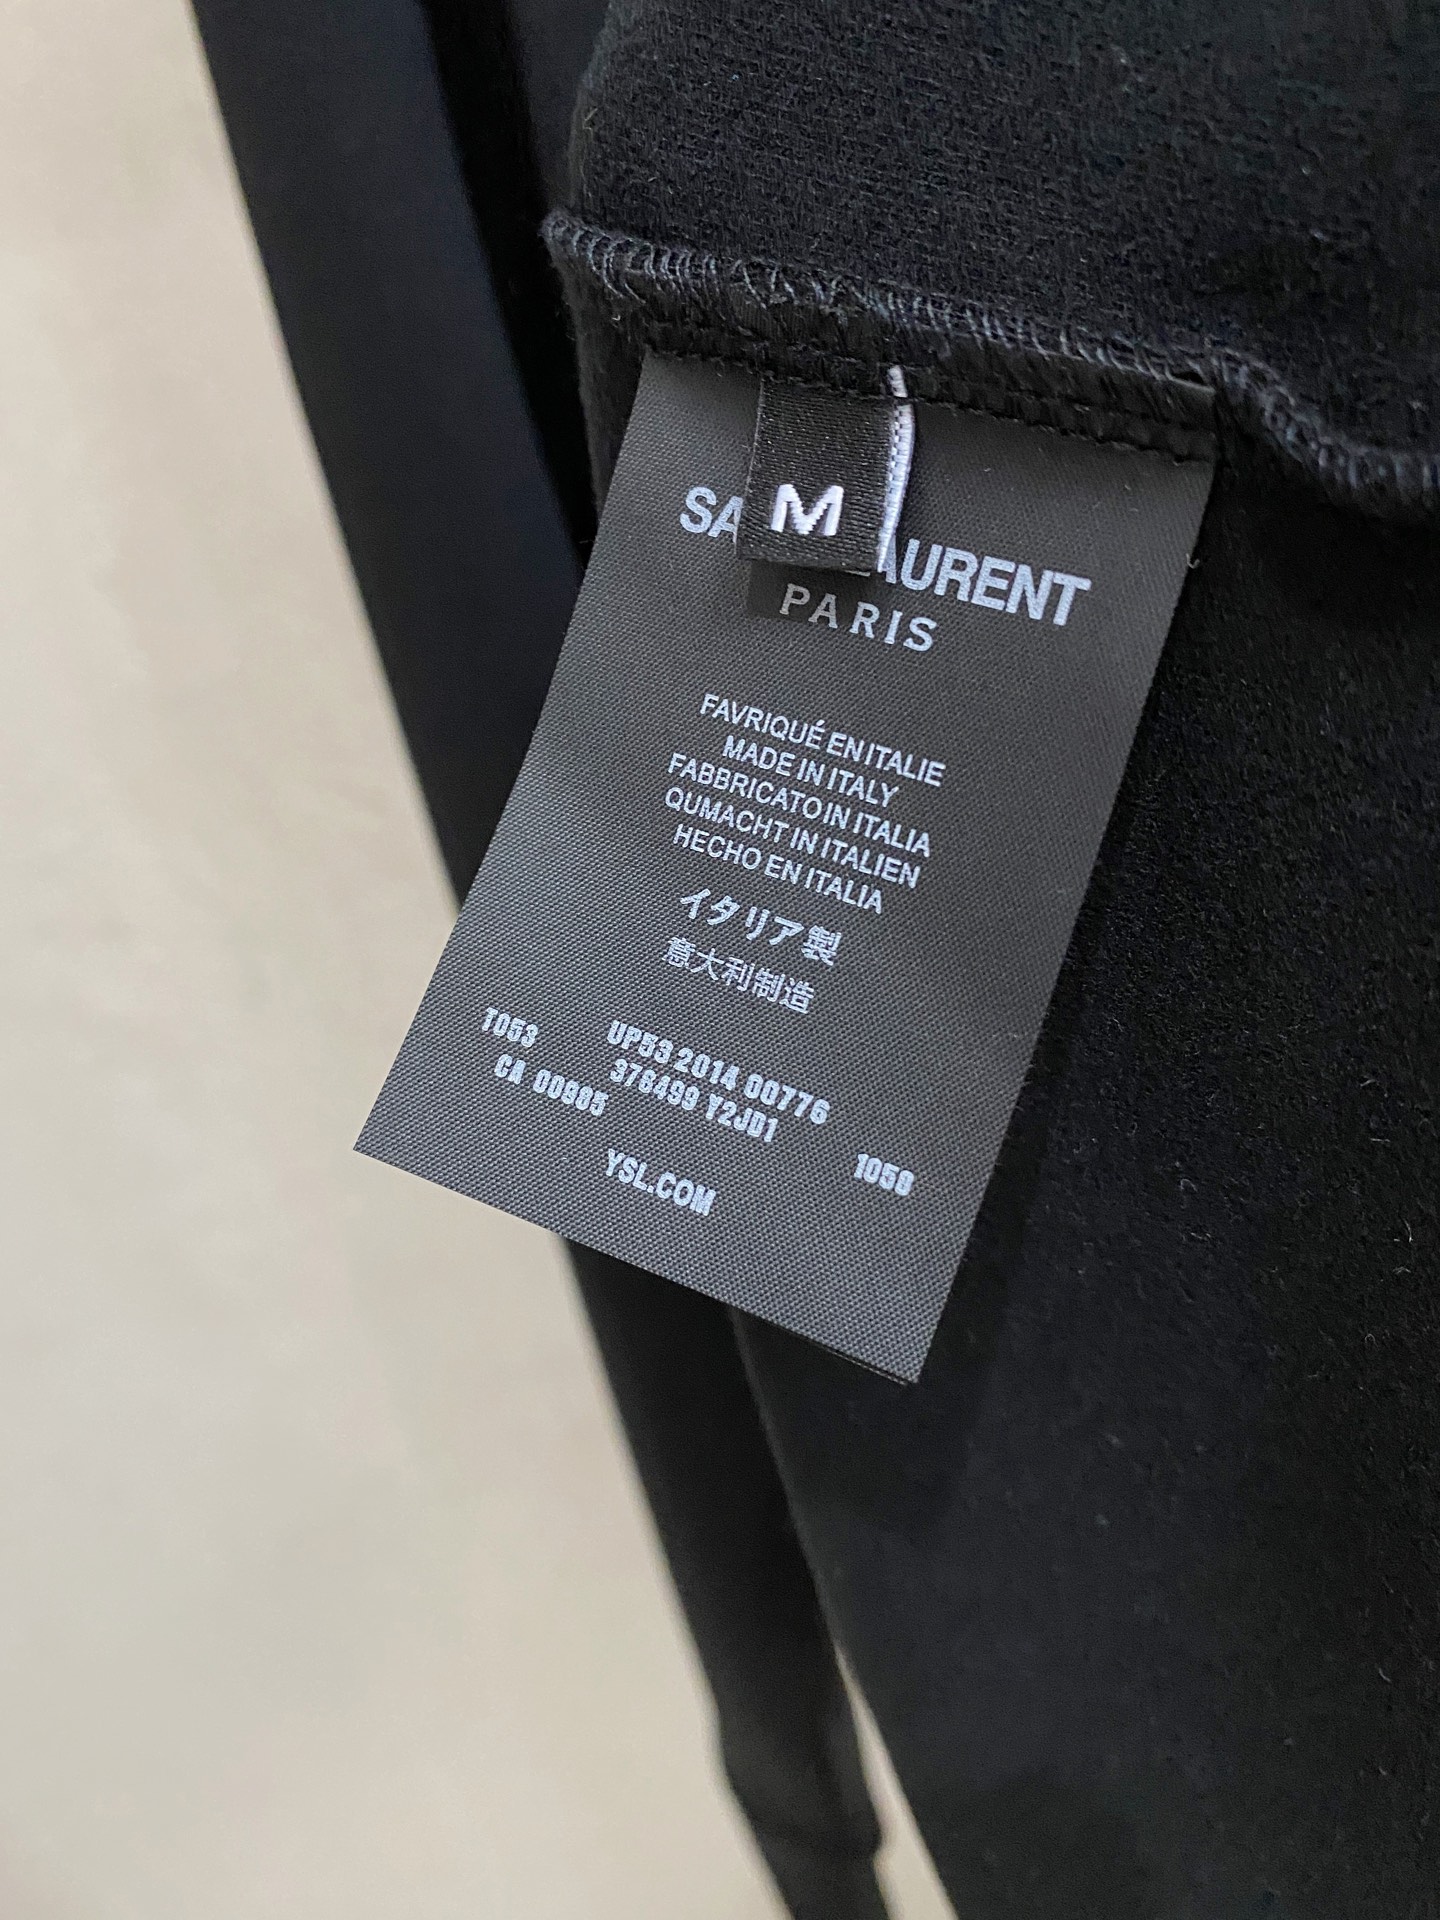 M
SA AURENT
PARIS
FAVRIQUÉ EN ITALIE
MADE IN ITALY
FABBRICATO IN ITALIA
QUMACHT IN ITALIEN
HECHO EN ITALIA
イタリア製
意大利制造
T053 UP53 2014 00776
CA 00985 376499 Y2JD1
1050
YSL.COM